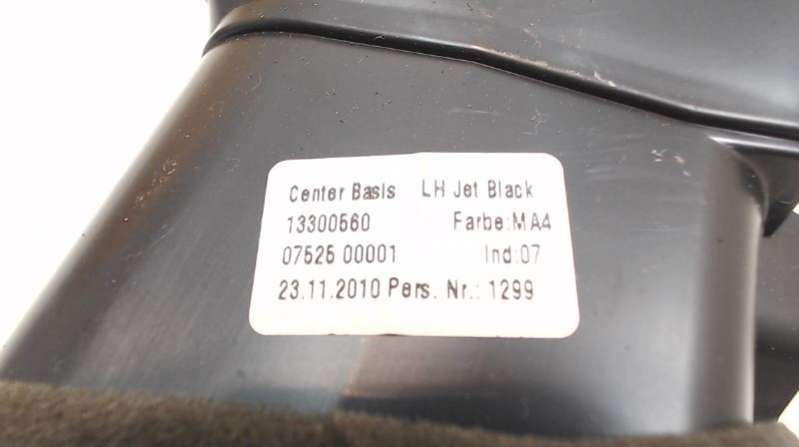 Center Basis LH Jet Black
13300560 Farbe:MA4
07525 00001 Ind:07
23.11.2010 Pers. Nr.: 1299